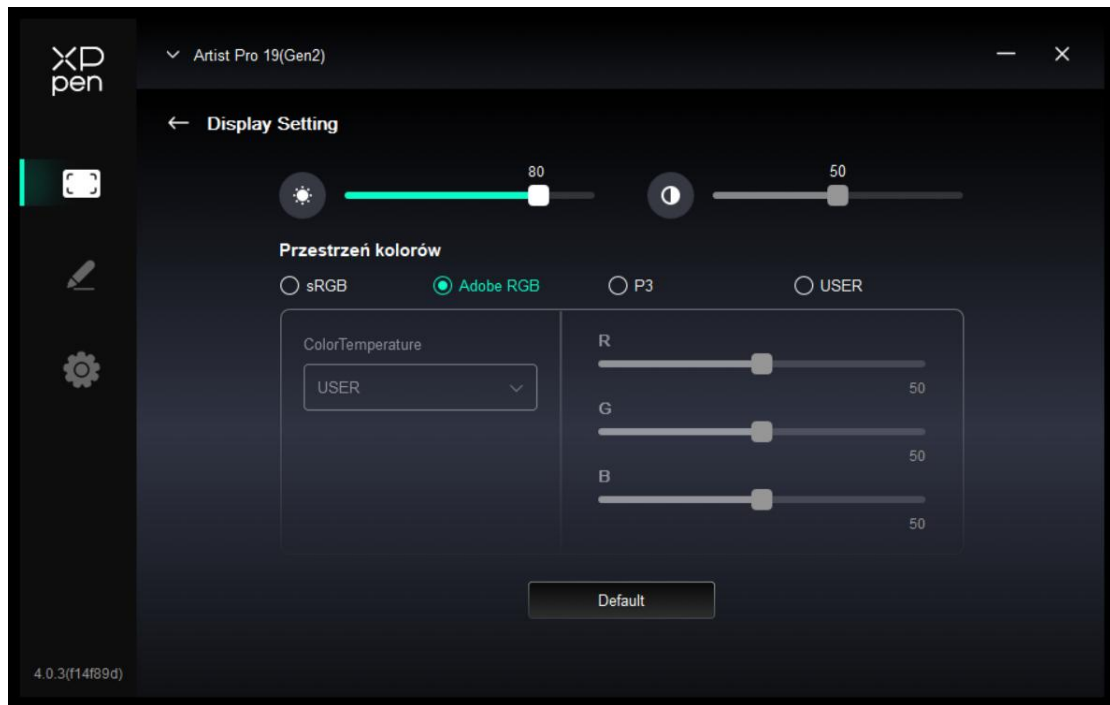 XP
pen
Artist Pro 19(Gen2)
Display Setting
80
50
Przestrzeń kolorów
sRGB
Adobe RGB
P3
USER
ColorTemperature
USER
R
50
G
50
B
50
Default
4.0.3(f14f89d)